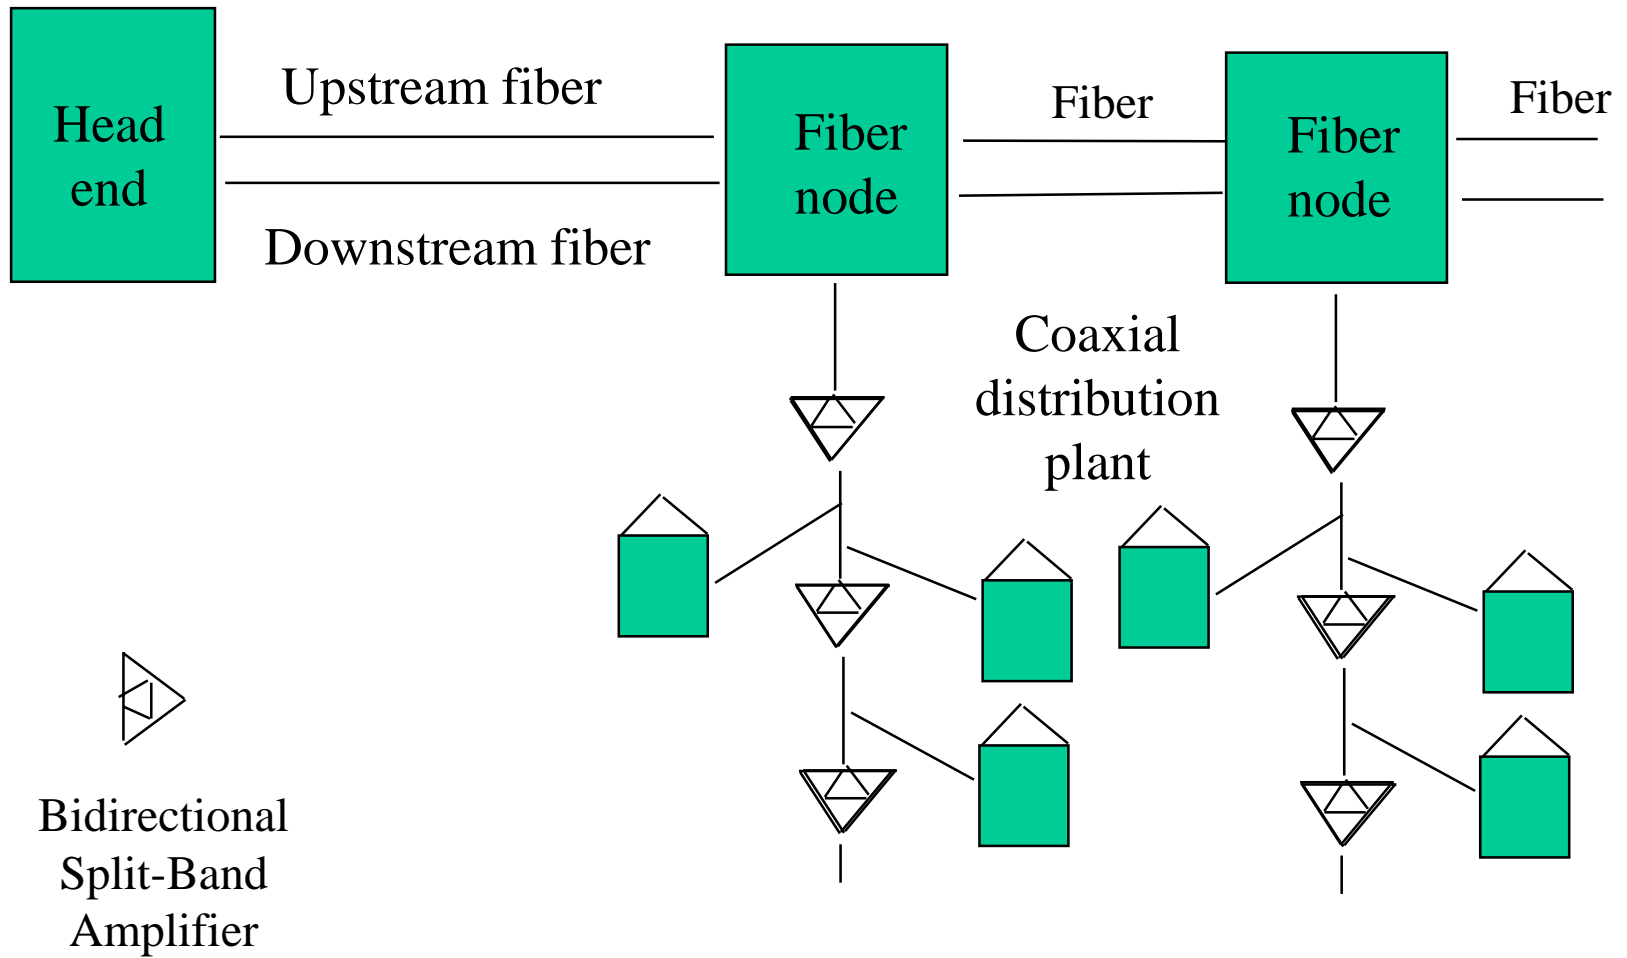 Head
end
Upstream fiber
Downstream fiber
Fiber
node
Fiber
Fiber
node
Fiber
Coaxial
distribution
plant
Bidirectional
Split-Band
Amplifier